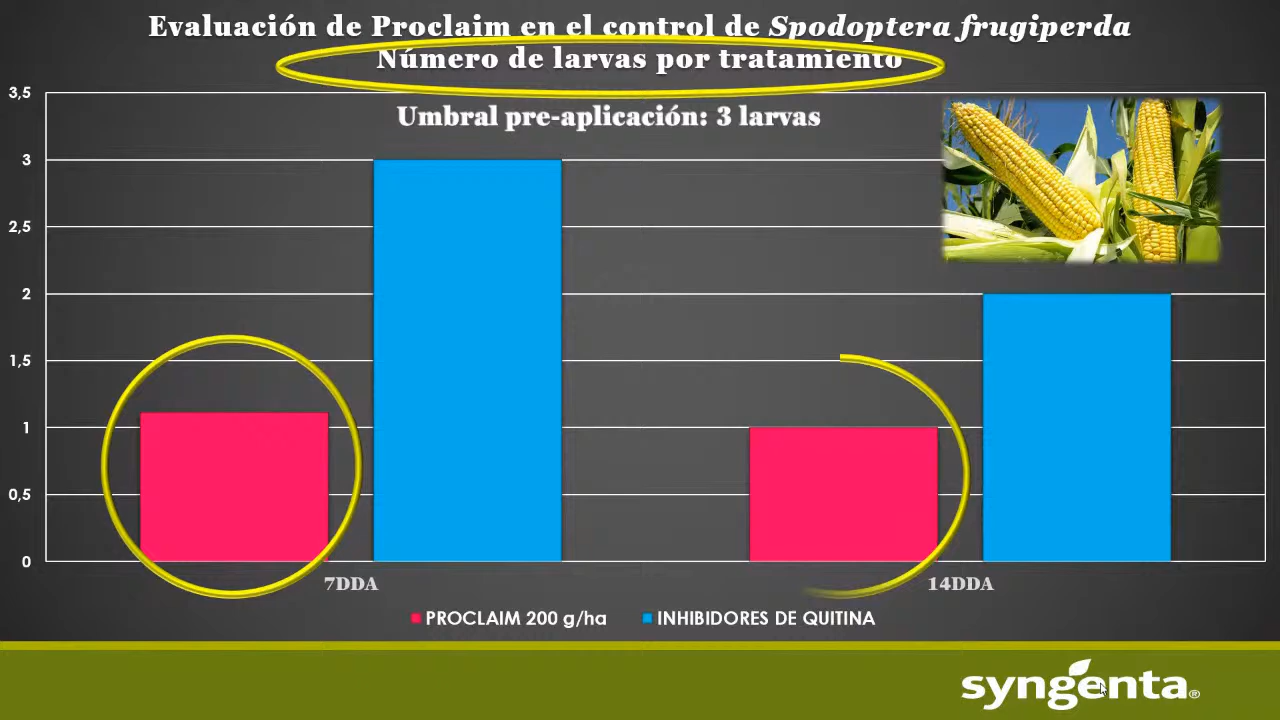 Evaluación de Proclaim en el control de Spodoptera frugiperda
Número de larvas por tratamiento
Umbral pre-aplicación: 3 larvas
3,5
3
2,5
2
1,5
1
0,5
0
7DDA
14DDA
PROCLAIM 200 g/ha
INHIBIDORES DE QUITINA
syngenta®